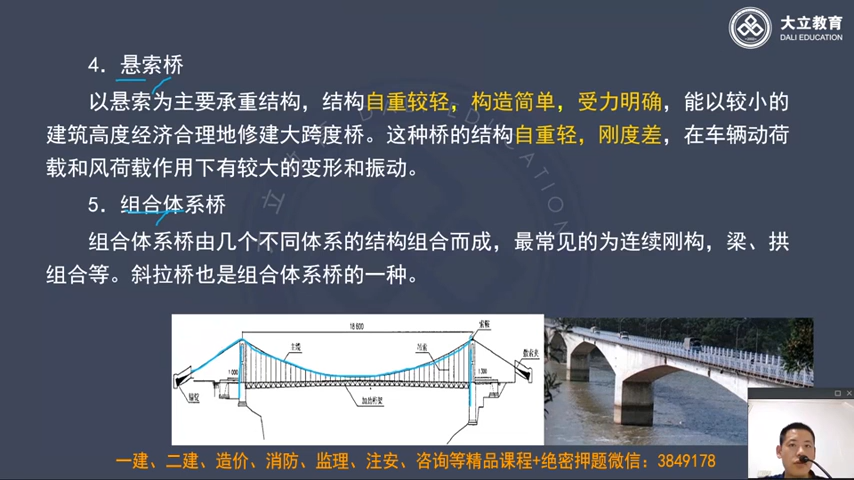 大立教育
DALI EDUCATION
4．悬索桥
以悬索为主要承重结构，结构自重较轻，构造简单，受力明确，能以较小的
建筑高度经济合理地修建大跨度桥。这种桥的结构自重轻，刚度差，在车辆动荷
载和风荷载作用下有较大的变形和振动。
5．组合体系桥
组合体系桥由几个不同体系的结构组合而成，最常见的为连续刚构，梁、拱
组合等。斜拉桥也是组合体系桥的一种。
主缆
吊索
加劲桁架
一建、二建、造价、消防、监理、注安、咨询等精品课程+绝密押题微信：3849178